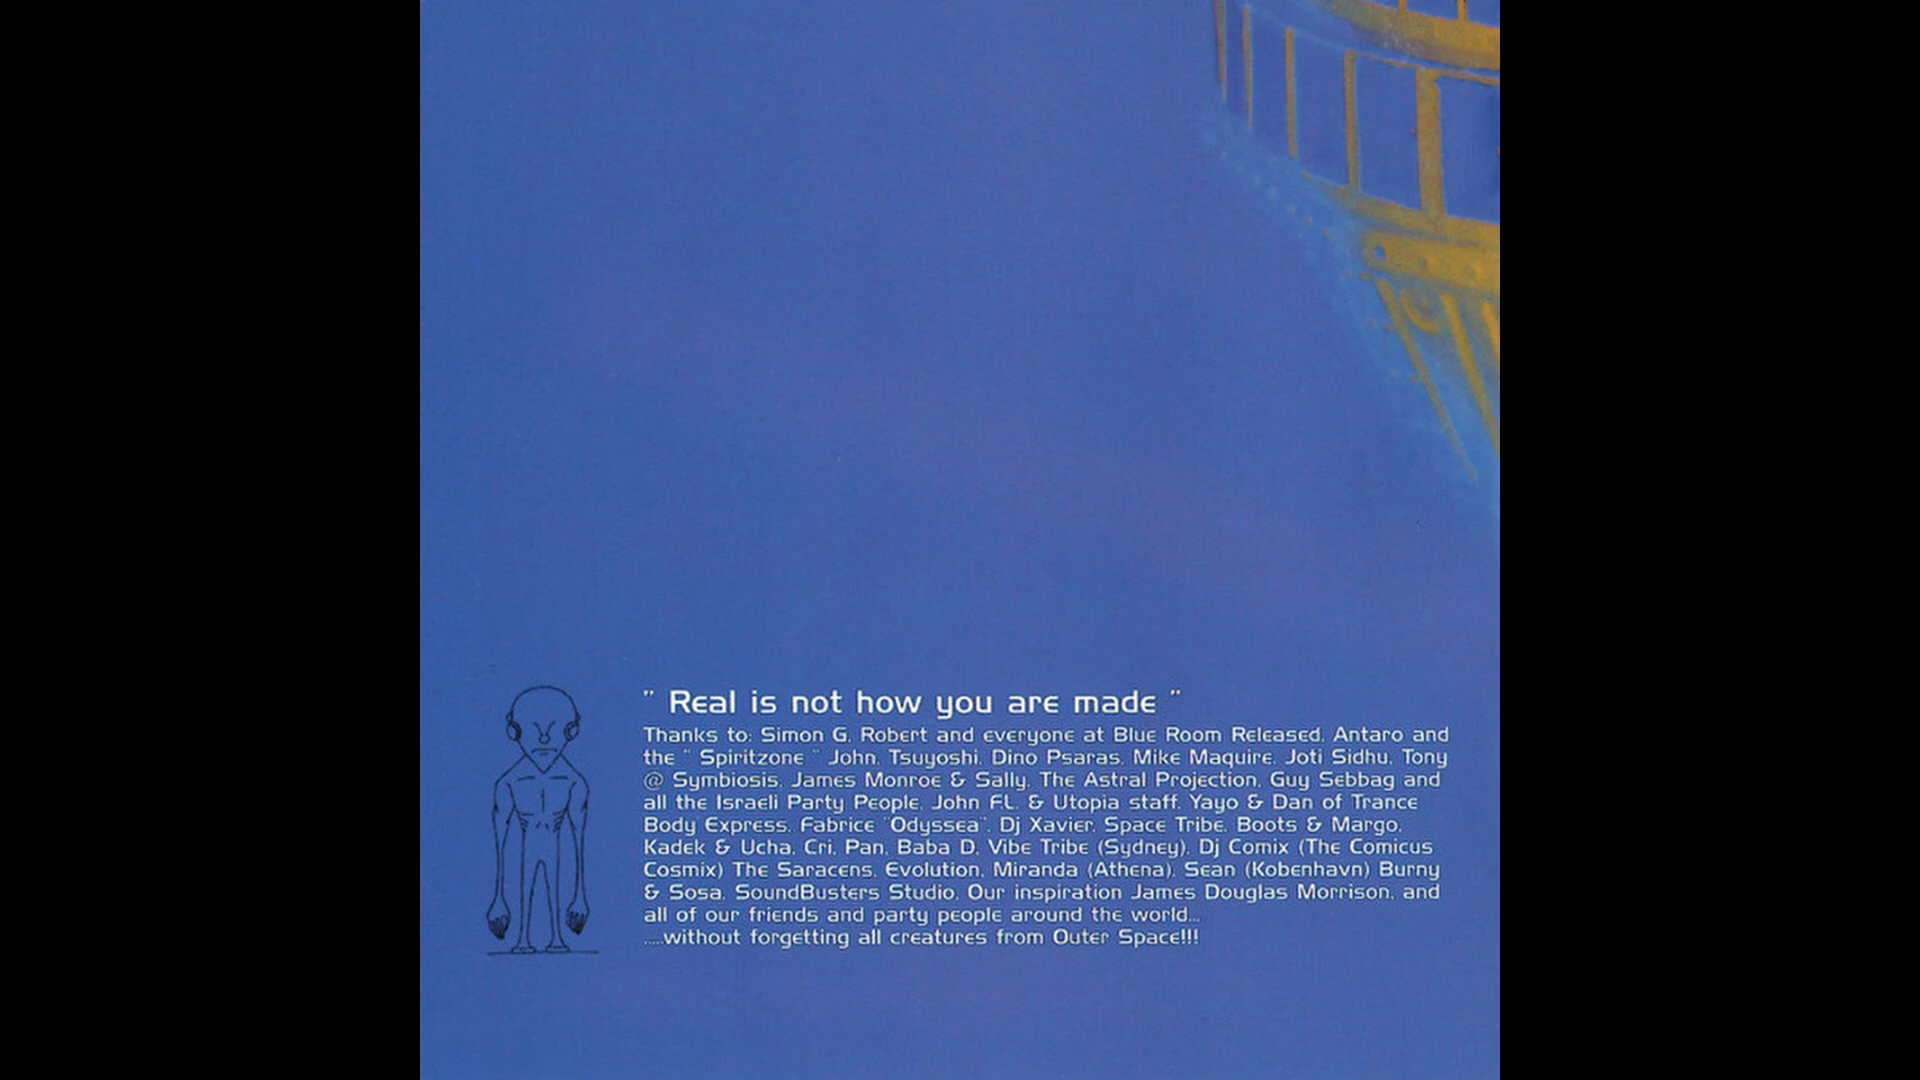 " Real is not how you are made "
Thanks to: Simon G, Robert and everyone at Blue Room Released, Antaro and
the " Spiritzone " John, Tsuyoshi, Dino Psaras, Mike Maquire, Joti Sidhu, Tony
@ Symbiosis, James Monroe & Sally, The Astral Projection, Guy Sebbag and
all the Israeli Party People, John F.L. & Utopia staff, Yayo & Dan of Trance
Body Express, Fabrice "Odyssea", Dj Xavier, Space Tribe, Boots & Margo,
Kadek & Ucha, Cri, Pan, Baba D, Vibe Tribe (Sydney), Dj Comix (The Comicus
Cosmix) The Saracens, Evolution, Miranda (Athena), Sean (Kobenhavn) Burny
& Sosa, SoundBusters Studio, Our inspiration James Douglas Morrison, and
all of our friends and party people around the world...
.....without forgetting all creatures from Outer Space!!!